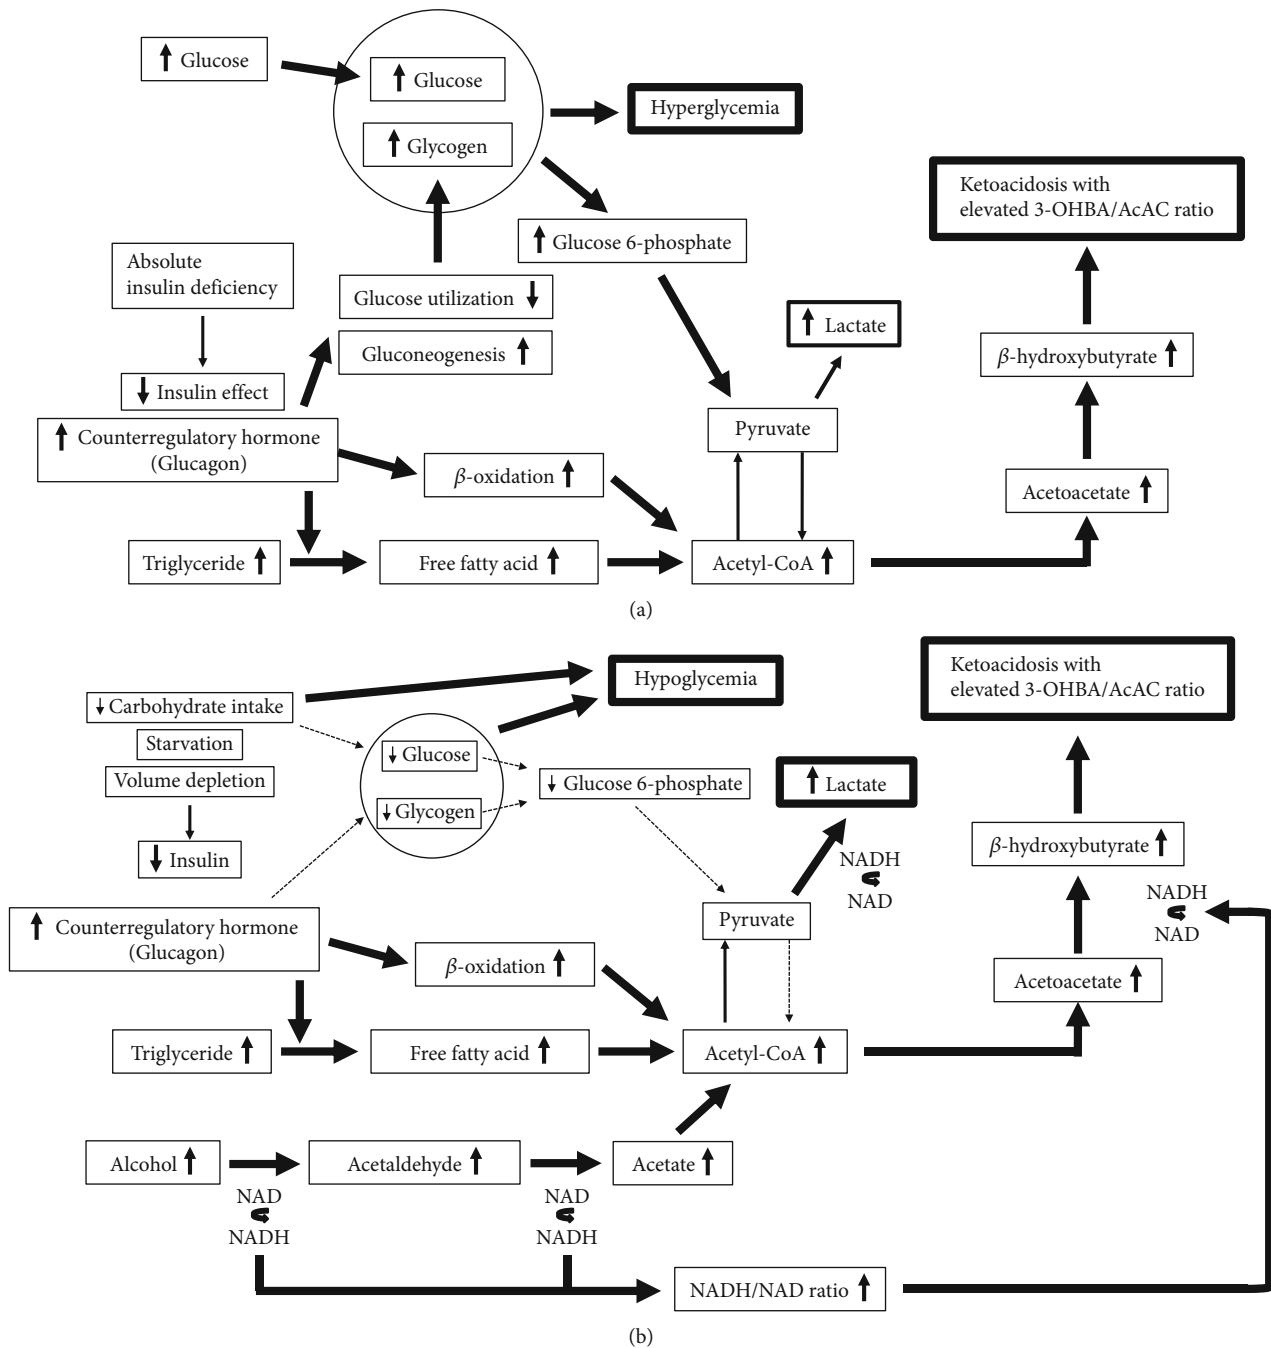 Glucose
Glucose
Glycogen
Hyperglycemia
Ketoacidosis with
elevated 3-OHBA/AcAC ratio
Glucose 6-phosphate
Absolute
insulin deficiency
Glucose utilization
Lactate
Gluconeogenesis
β-hydroxybutyrate
Insulin effect
Counterregulatory hormone
(Glucagon)
Pyruvate
β-oxidation
Acetoacetate
Triglyceride
Free fatty acid
Acetyl-CoA
(a)
Ketoacidosis with
elevated 3-OHBA/AcAC ratio
Hypoglycemia
Carbohydrate intake
Starvation
Volume depletion
Glucose
Glycogen
Glucose 6-phosphate
Lactate
Insulin
β-hydroxybutyrate
NADH
NAD
NADH
NAD
Counterregulatory hormone
(Glucagon)
Pyruvate
β-oxidation
Acetoacetate
Triglyceride
Free fatty acid
Acetyl-CoA
Alcohol
Acetaldehyde
Acetate
NAD
NADH
NAD
NADH
NADH/NAD ratio
(b)